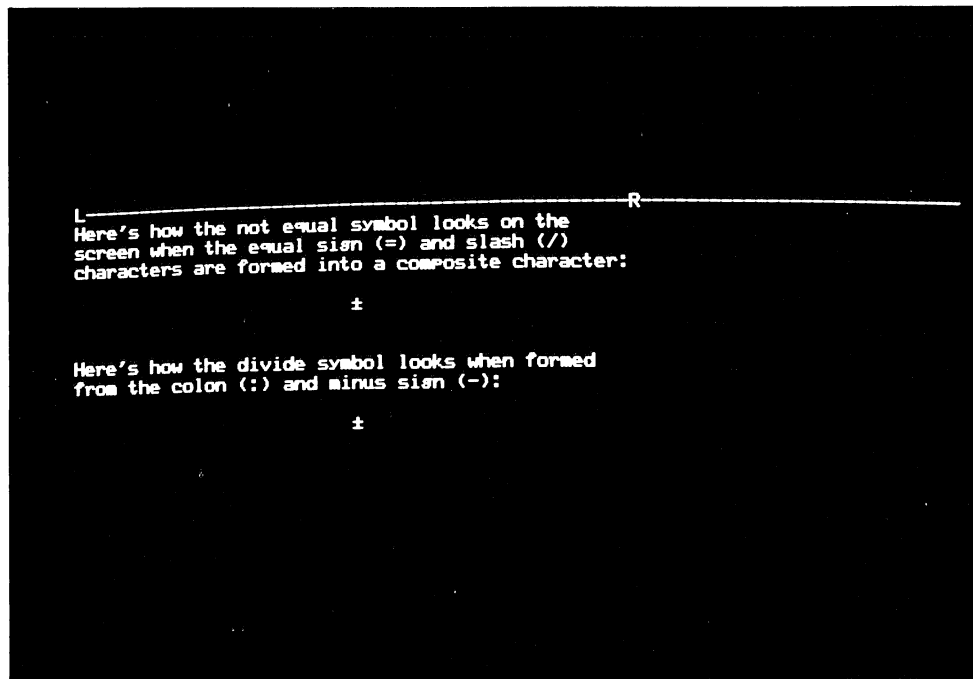 L R
Here's how the not equal symbol looks on the
screen when the equal sign (=) and slash (/)
characters are formed into a composite character:
±
Here's how the divide symbol looks when formed
from the colon (:) and minus sign (-):
±